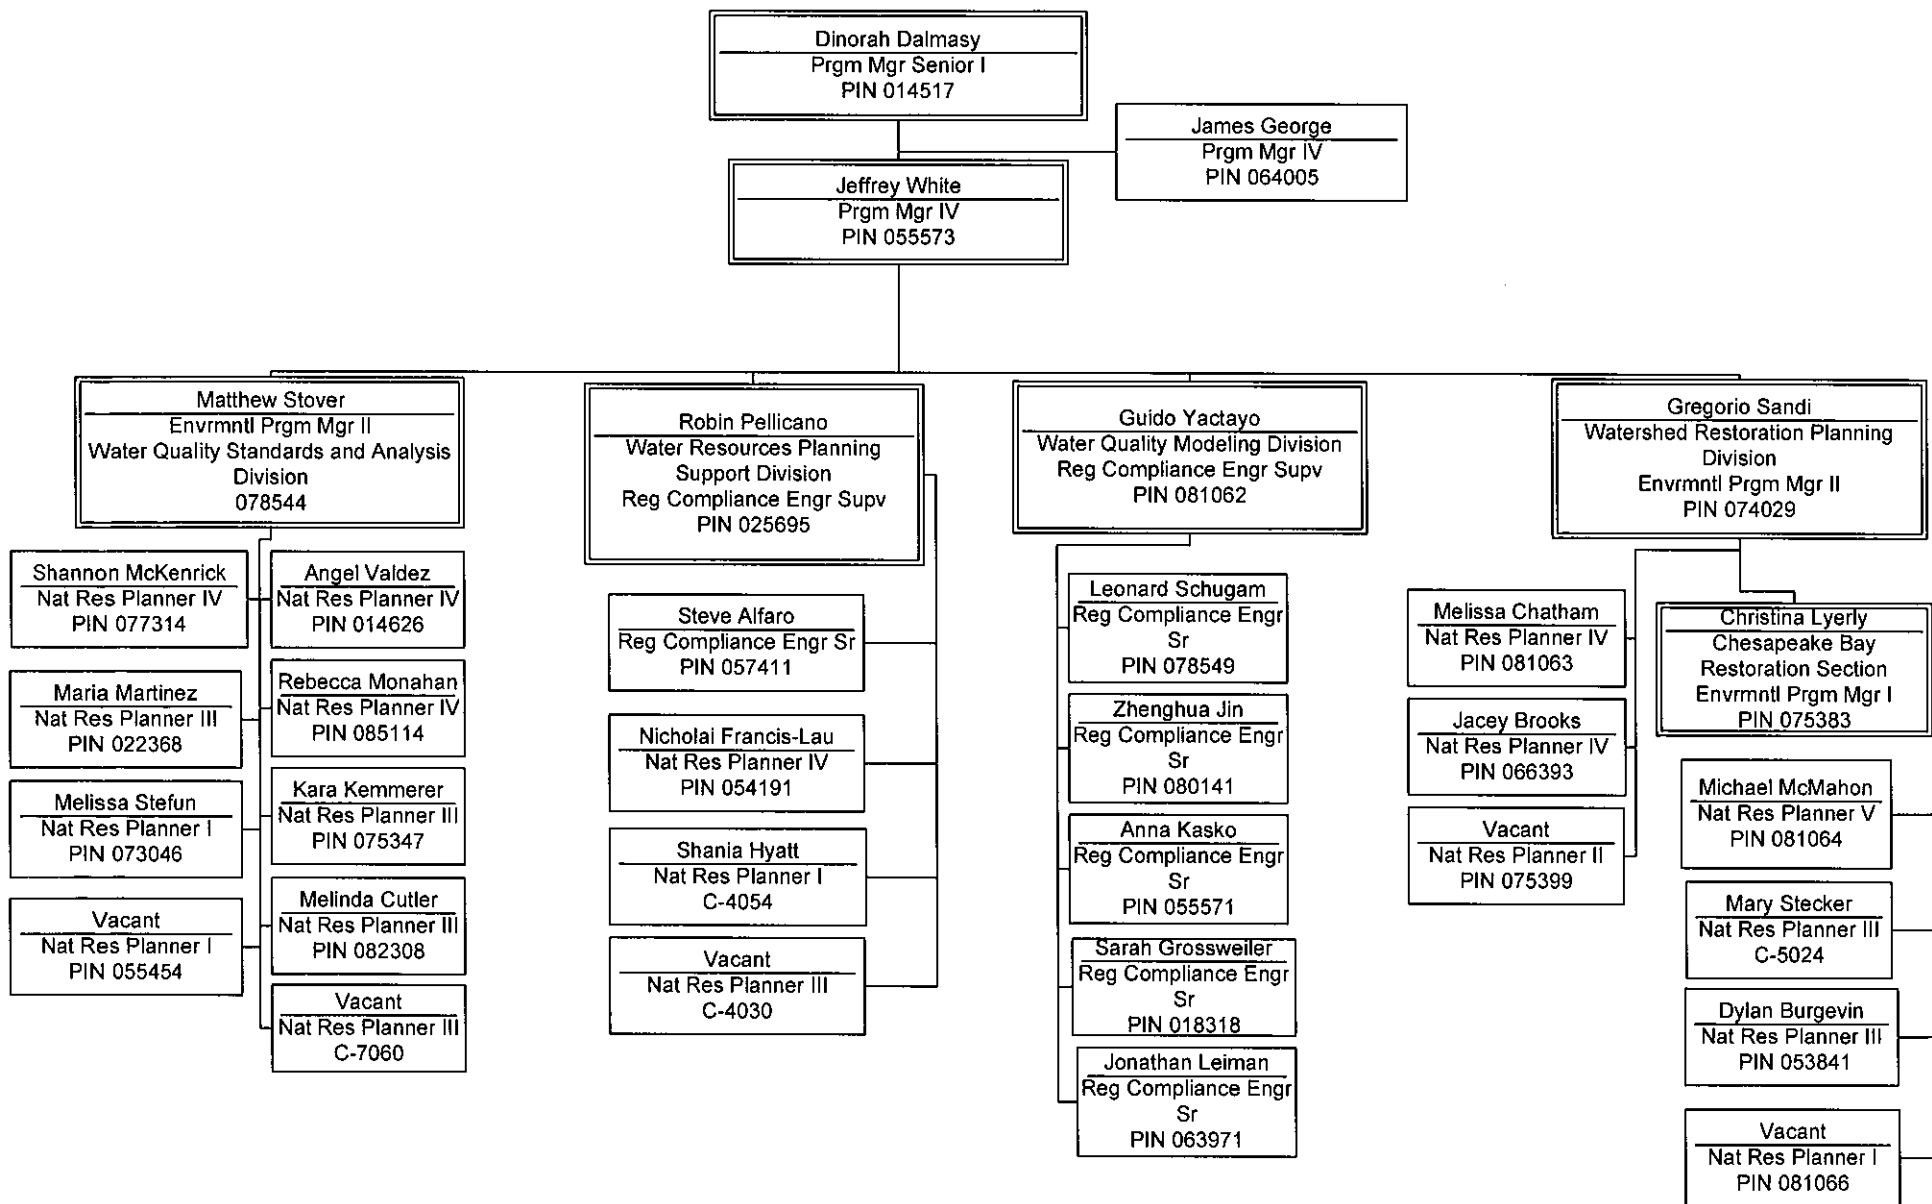 Dinorah Dalmasy
Prgm Mgr Senior I
PIN 014517
James George
Prgm Mgr IV
PIN 064005
Jeffrey White
Prgm Mgr IV
PIN 055573
Matthew Stover
Envrmntl Prgm Mgr II
Water Quality Standards and Analysis
Division
078544
Shannon McKenrick
Nat Res Planner IV
PIN 077314
Angel Valdez
Nat Res Planner IV
PIN 014626
Maria Martinez
Nat Res Planner III
PIN 022368
Rebecca Monahan
Nat Res Planner IV
PIN 085114
Melissa Stefun
Nat Res Planner I
PIN 073046
Kara Kemmerer
Nat Res Planner III
PIN 075347
Vacant
Nat Res Planner I
PIN 055454
Melinda Cutler
Nat Res Planner III
PIN 082308
Vacant
Nat Res Planner III
C-7060
Robin Pellicano
Water Resources Planning
Support Division
Reg Compliance Engr Supv
PIN 025695
Steve Alfaro
Reg Compliance Engr Sr
PIN 057411
Nicholai Francis-Lau
Nat Res Planner IV
PIN 054191
Shania Hyatt
Nat Res Planner I
C-4054
Vacant
Nat Res Planner III
C-4030
Guido Yactayo
Water Quality Modeling Division
Reg Compliance Engr Supv
PIN 081062
Leonard Schugam
Reg Compliance Engr
Sr
PIN 078549
Zhenghua Jin
Reg Compliance Engr
Sr
PIN 080141
Anna Kasko
Reg Compliance Engr
Sr
PIN 055571
Sarah Grossweiler
Reg Compliance Engr
Sr
PIN 018318
Jonathan Leiman
Reg Compliance Engr
Sr
PIN 063971
Gregorio Sandi
Watershed Restoration Planning
Division
Envrmntl Prgm Mgr II
PIN 074029
Melissa Chatham
Nat Res Planner IV
PIN 081063
Jacey Brooks
Nat Res Planner IV
PIN 066393
Vacant
Nat Res Planner II
PIN 075399
Christina Lyerly
Chesapeake Bay
Restoration Section
Envrmntl Prgm Mgr I
PIN 075383
Michael McMahon
Nat Res Planner V
PIN 081064
Mary Stecker
Nat Res Planner III
C-5024
Dylan Burgevin
Nat Res Planner III
PIN 053841
Vacant
Nat Res Planner I
PIN 081066